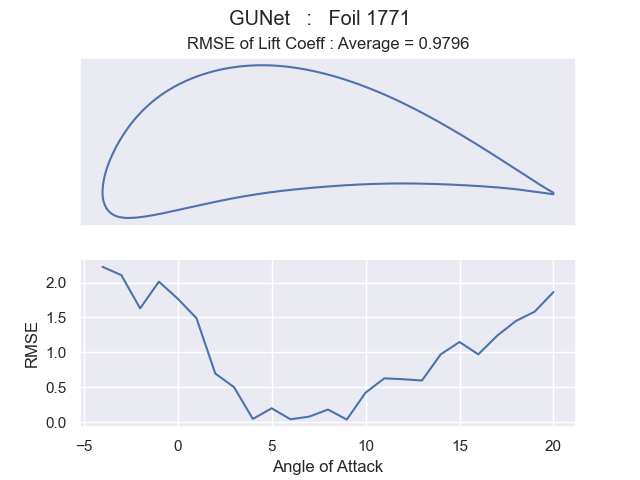 GUNet : Foil 1771
RMSE of Lift Coeff : Average = 0.9796
2.0
1.5
1.0
0.5
0.0
RMSE
−5 0 5 10 15 20
Angle of Attack